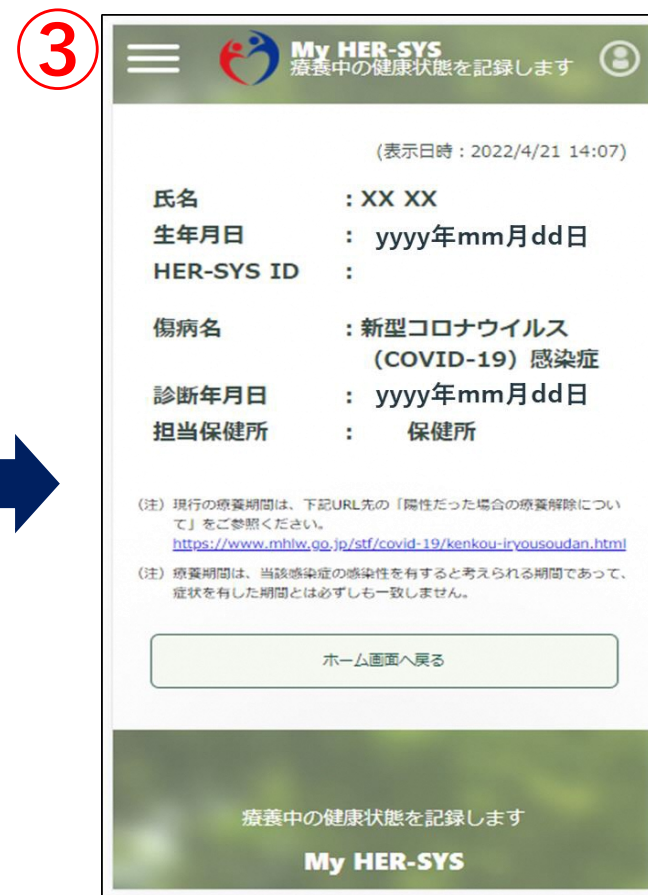 ③
My HER-SYS
療養中の健康状態を記録します
(表示日時：2022/4/21 14:07)
氏名 ：XX XX
生年月日 ： yyyy年mm月dd日
HER-SYS ID ：
傷病名 ：新型コロナウイルス
（COVID-19）感染症
診断年月日 ： yyyy年mm月dd日
担当保健所 ： 保健所
（注）現行の療養期間は、下記URL先の「陽性だった場合の療養解除につい
て」をご参照ください。
https://www.mhlw.go.jp/stf/covid-19/kenkou-iryousoudan.html
（注）療養期間は、当該感染症の感染性を有すると考えられる期間であって、
症状を有した期間とは必ずしも一致しません。
ホーム画面へ戻る
療養中の健康状態を記録します
My HER-SYS